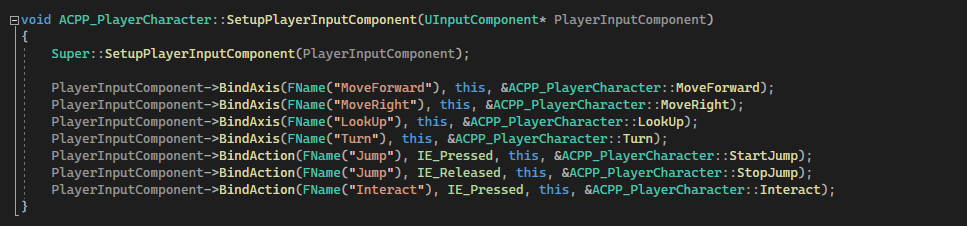 void ACPP_PlayerCharacter::SetupPlayerInputComponent(UInputComponent* PlayerInputComponent)
{
    Super::SetupPlayerInputComponent(PlayerInputComponent);

    PlayerInputComponent->BindAxis(FName("MoveForward"), this, &ACPP_PlayerCharacter::MoveForward);
    PlayerInputComponent->BindAxis(FName("MoveRight"), this, &ACPP_PlayerCharacter::MoveRight);
    PlayerInputComponent->BindAxis(FName("LookUp"), this, &ACPP_PlayerCharacter::LookUp);
    PlayerInputComponent->BindAxis(FName("Turn"), this, &ACPP_PlayerCharacter::Turn);
    PlayerInputComponent->BindAction(FName("Jump"), IE_Pressed, this, &ACPP_PlayerCharacter::StartJump);
    PlayerInputComponent->BindAction(FName("Jump"), IE_Released, this, &ACPP_PlayerCharacter::StopJump);
    PlayerInputComponent->BindAction(FName("Interact"), IE_Pressed, this, &ACPP_PlayerCharacter::Interact);
}